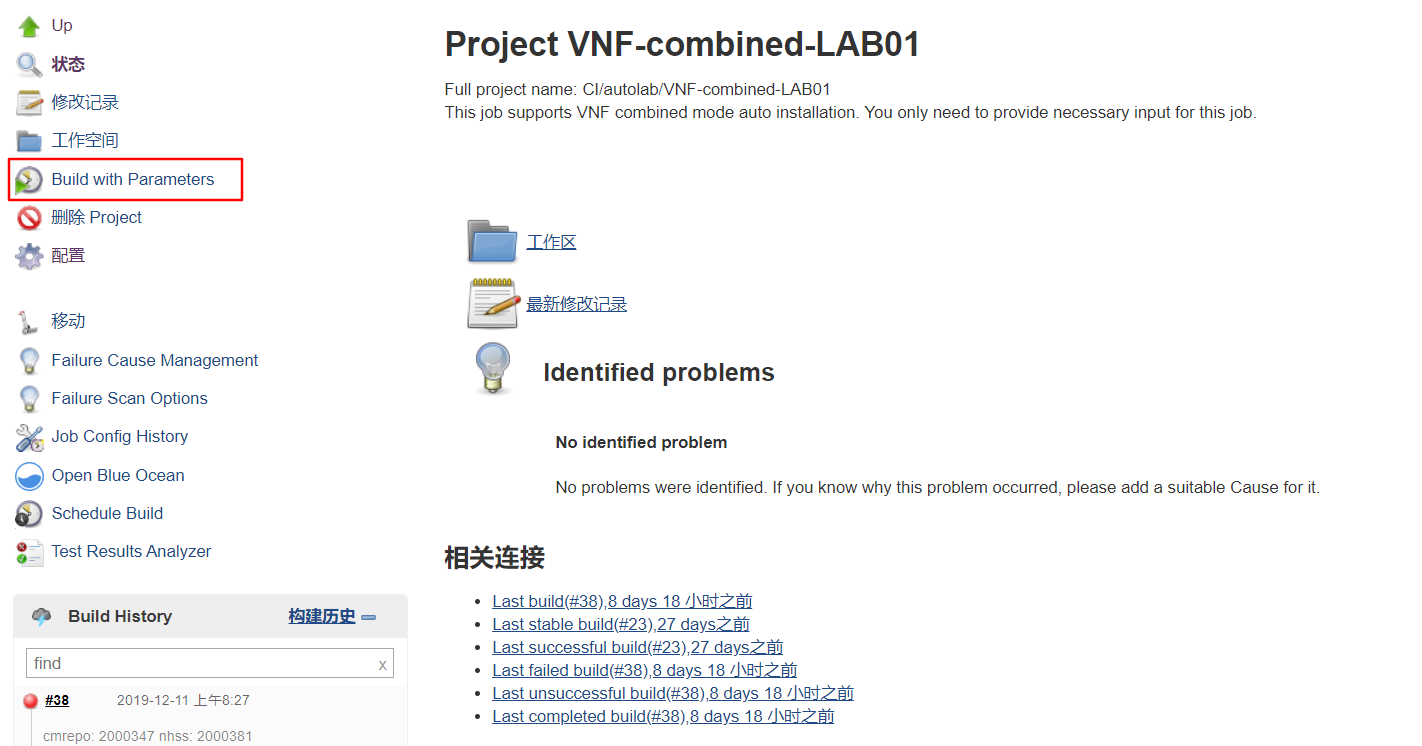 Up
状态
修改记录
工作空间
Build with Parameters
删除 Project
配置
移动
Failure Cause Management
Failure Scan Options
Job Config History
Open Blue Ocean
Schedule Build
Test Results Analyzer
Build History 构建历史
find x
#38 2019-12-11 上午8:27
cmrepo: 2000347 nhss: 2000381
Project VNF-combined-LAB01
Full project name: CI/autolab/VNF-combined-LAB01
This job supports VNF combined mode auto installation. You only need to provide necessary input for this job.
工作区
最新修改记录
Identified problems
No identified problem
No problems were identified. If you know why this problem occurred, please add a suitable Cause for it.
相关连接
Last build(#38),8 days 18 小时之前
Last stable build(#23),27 days之前
Last successful build(#23),27 days之前
Last failed build(#38),8 days 18 小时之前
Last unsuccessful build(#38),8 days 18 小时之前
Last completed build(#38),8 days 18 小时之前